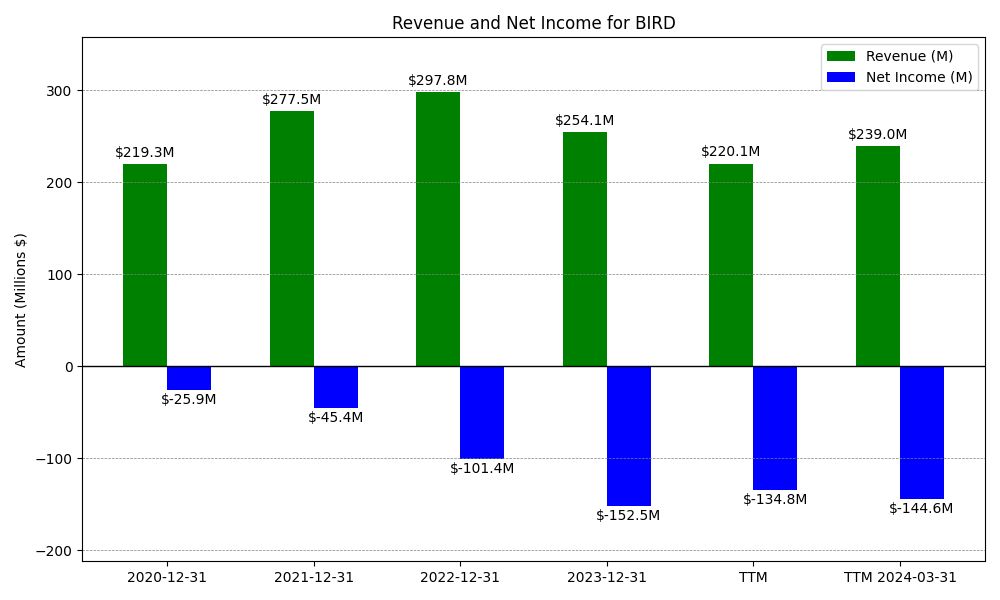 Revenue and Net Income for BIRD
Revenue (M)
Net Income (M)
Amount (Millions $)
300
200
100
0
−100
−200
$219.3M
$277.5M
$297.8M
$254.1M
$220.1M
$239.0M
$-25.9M
$-45.4M
$-101.4M
$-152.5M
$-134.8M
$-144.6M
2020-12-31
2021-12-31
2022-12-31
2023-12-31
TTM
TTM 2024-03-31